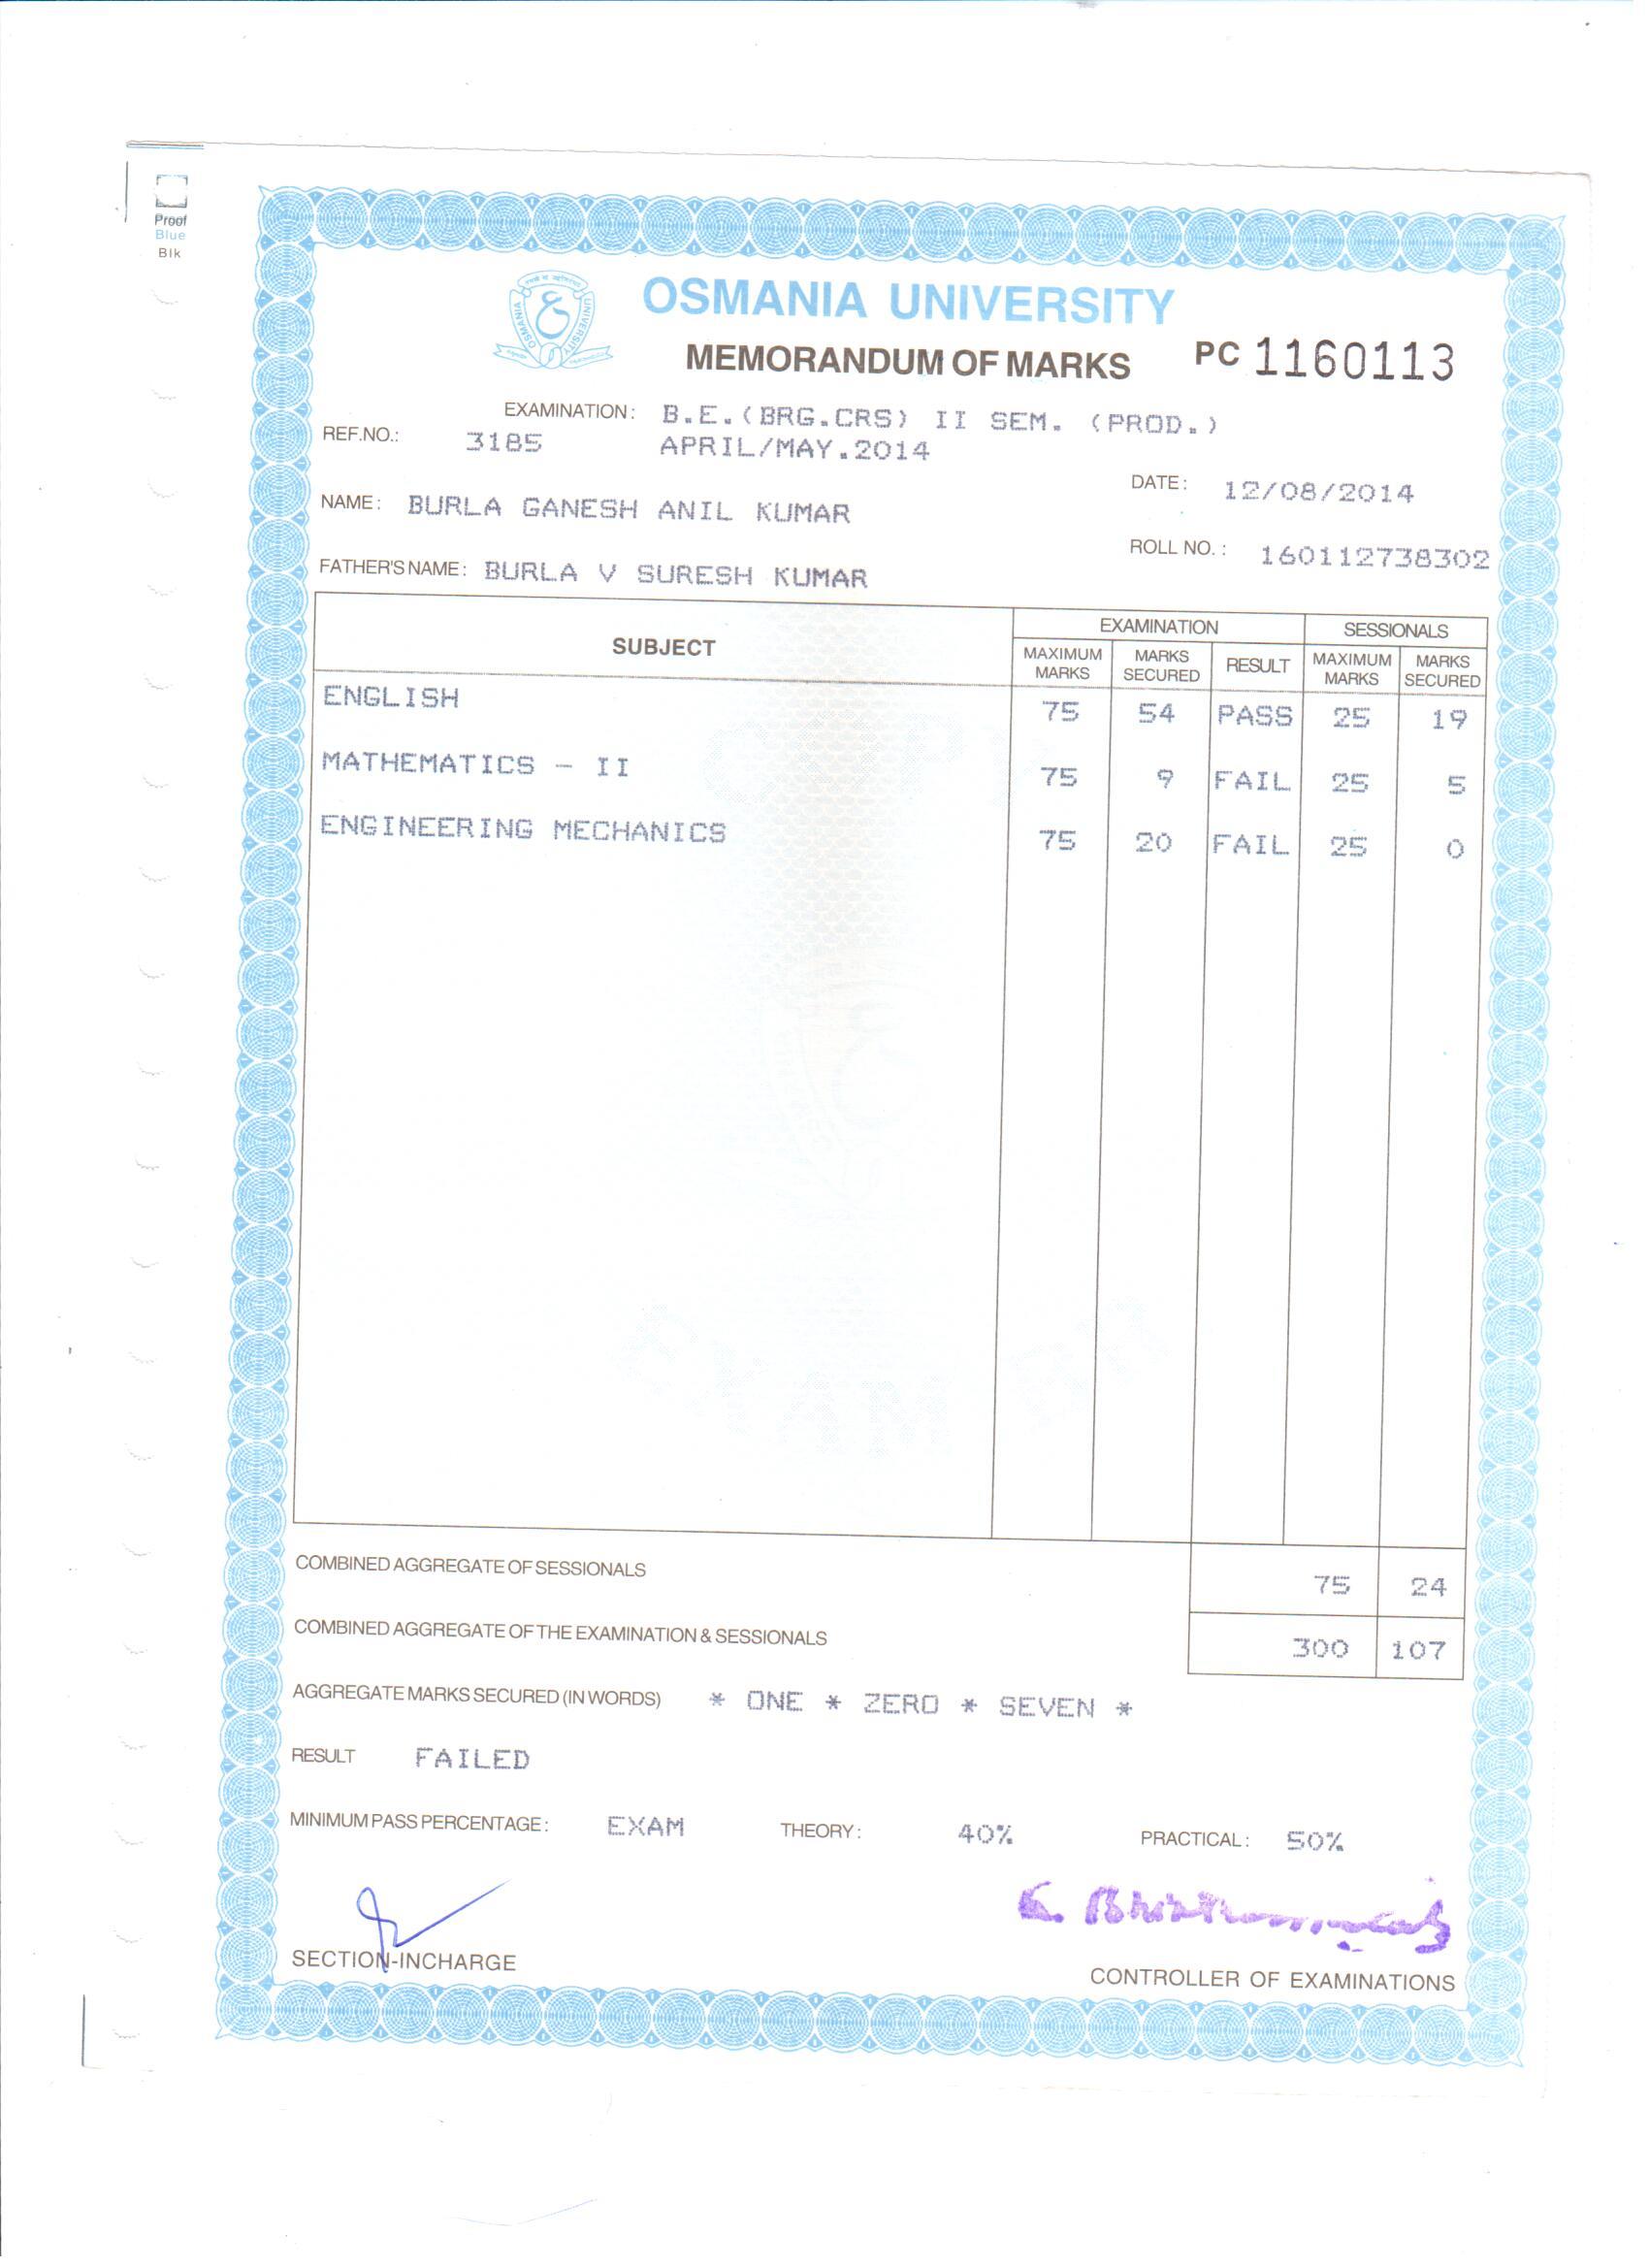 Proof
Blue
Blk
OSMANIA UNIVERSITY
OSMANIA UNIVERSITY
MEMORANDUM OF MARKS PC 1160113
EXAMINATION: B.E.(BRG.CRS) II SEM. (PROD.)
REF.NO.: 3185 APRIL/MAY.2014
DATE: 12/08/2014
NAME: BURLA GANESH ANIL KUMAR
ROLL NO.: 160112738302
FATHER'S NAME: BURLA V SURESH KUMAR
SUBJECT EXAMINATION SESSIONALS
MAXIMUM MARKS MARKS SECURED RESULT MAXIMUM MARKS MARKS SECURED
ENGLISH 75 54 PASS 25 19
MATHEMATICS - II 75 9 FAIL 25 5
ENGINEERING MECHANICS 75 20 FAIL 25 0
COMBINED AGGREGATE OF SESSIONALS 75 24
COMBINED AGGREGATE OF THE EXAMINATION & SESSIONALS 300 107
AGGREGATE MARKS SECURED (IN WORDS) * ONE * ZERO * SEVEN *
RESULT FAILED
MINIMUM PASS PERCENTAGE: EXAM THEORY: 40% PRACTICAL: 50%
SECTION-INCHARGE
CONTROLLER OF EXAMINATIONS